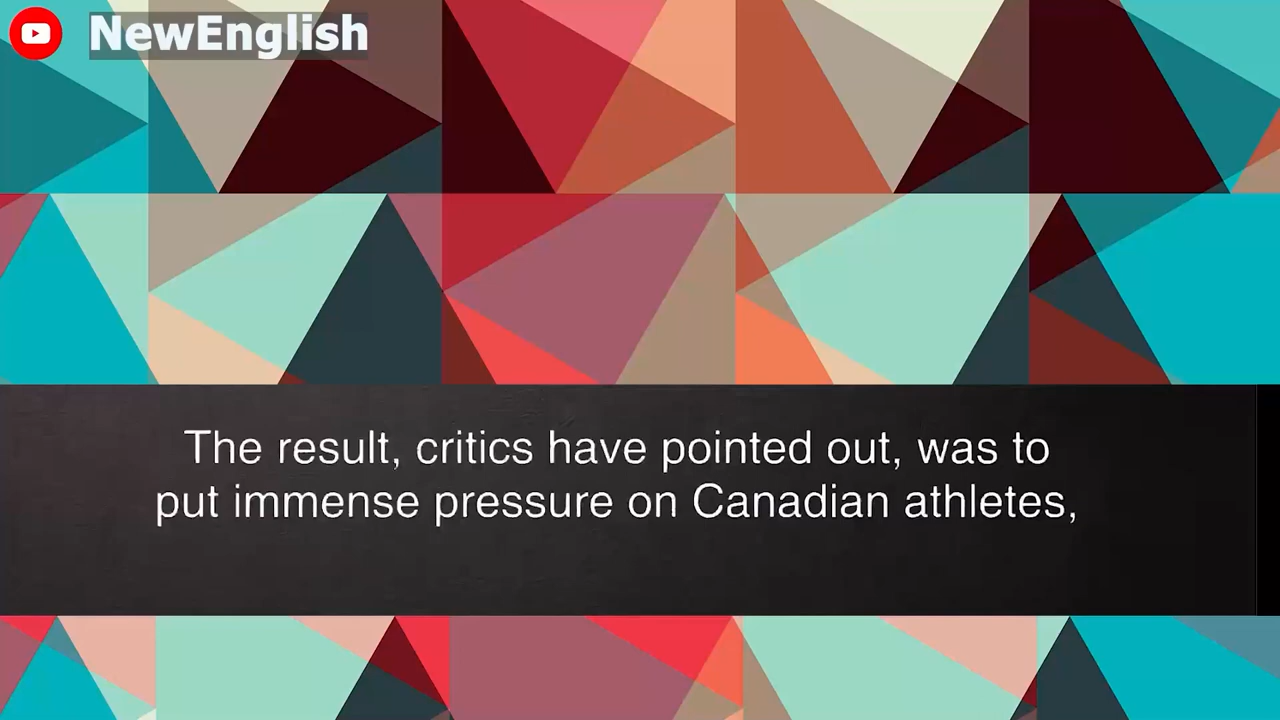 NewEnglish
The result, critics have pointed out, was to
put immense pressure on Canadian athletes,